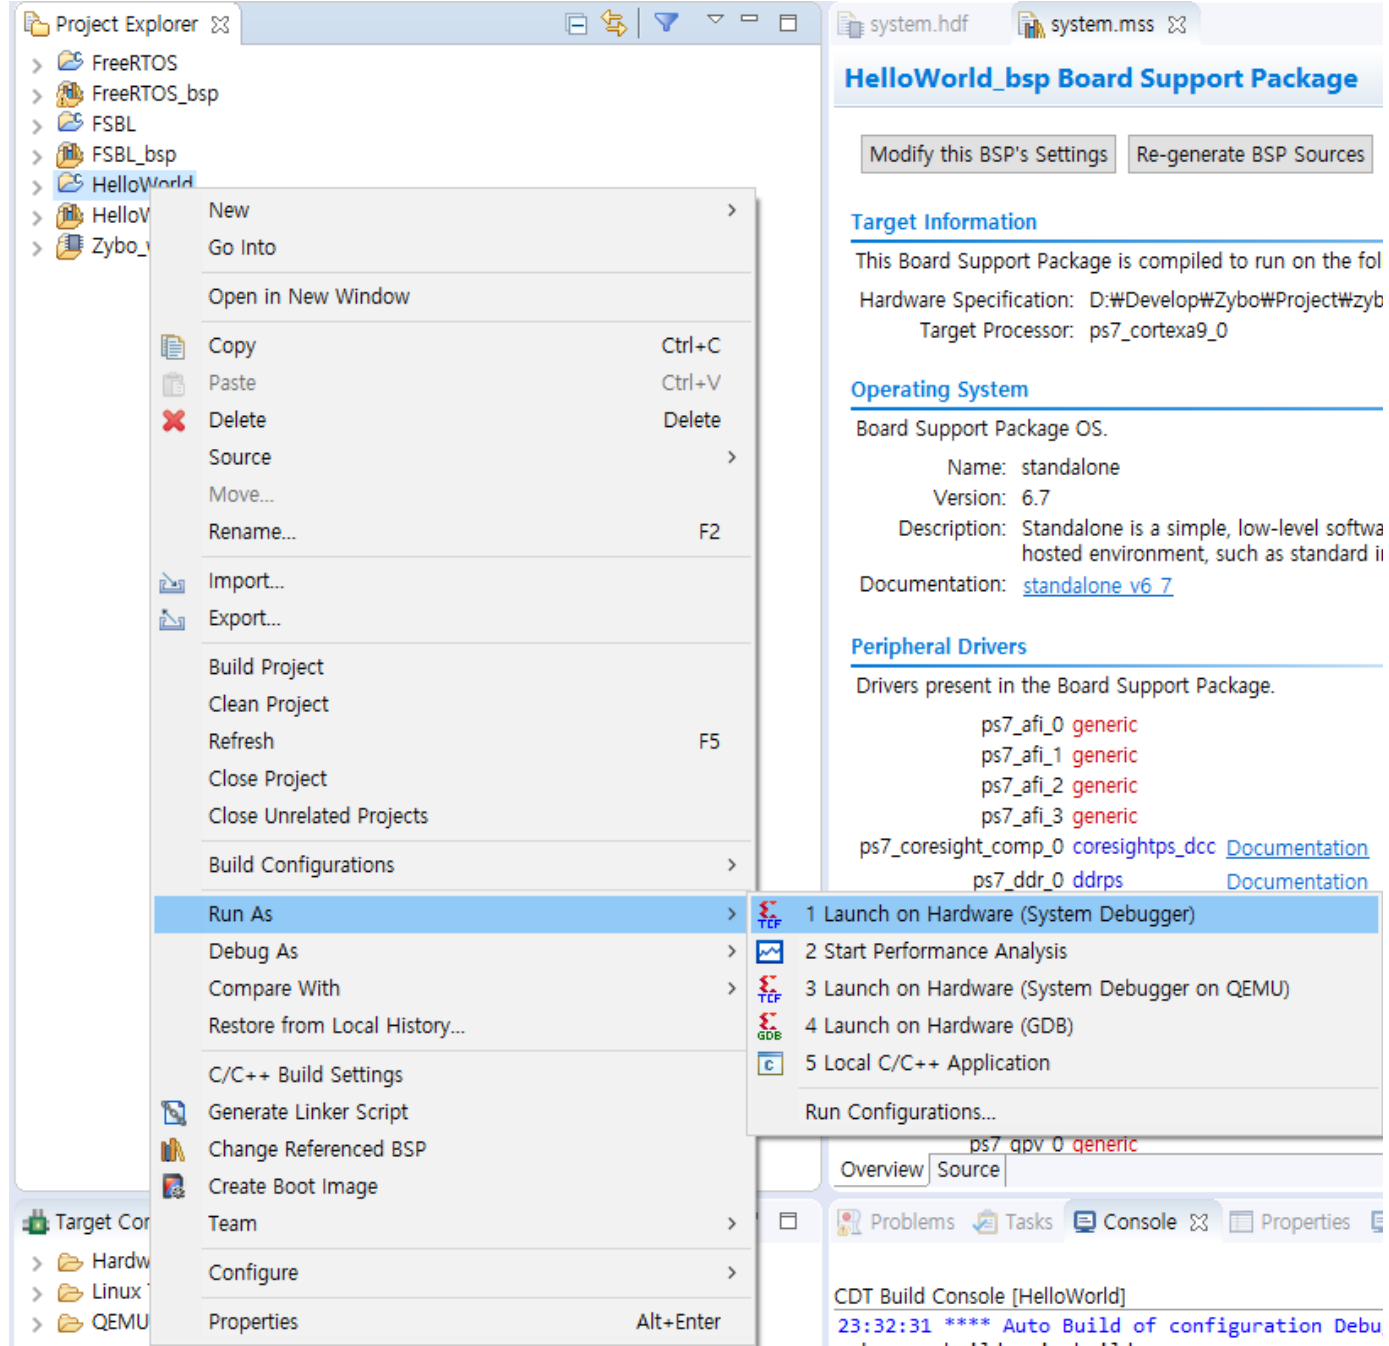 Project Explorer
FreeRTOS
FreeRTOS_bsp
FSBL
FSBL_bsp
HelloWorld
Zybo_
New
Go Into
Open in New Window
Copy Ctrl+C
Paste Ctrl+V
Delete Delete
Source
Move...
Rename... F2
Import...
Export...
Build Project
Clean Project
Refresh F5
Close Project
Close Unrelated Projects
Build Configurations
Run As
Debug As
Compare With
Restore from Local History...
C/C++ Build Settings
Generate Linker Script
Change Referenced BSP
Create Boot Image
Team
Configure
Properties Alt+Enter
1 Launch on Hardware (System Debugger)
2 Start Performance Analysis
3 Launch on Hardware (System Debugger on QEMU)
4 Launch on Hardware (GDB)
5 Local C/C++ Application
Run Configurations...
system.hdf system.mss
HelloWorld_bsp Board Support Package
Modify this BSP's Settings Re-generate BSP Sources
Target Information
This Board Support Package is compiled to run on the fol
Hardware Specification: D:₩Develop₩Zybo₩Project₩zyb
Target Processor: ps7_cortexa9_0
Operating System
Board Support Package OS.
Name: standalone
Version: 6.7
Description: Standalone is a simple, low-level softwa
hosted environment, such as standard i
Documentation: standalone v6 7
Peripheral Drivers
Drivers present in the Board Support Package.
ps7_afi_0 generic
ps7_afi_1 generic
ps7_afi_2 generic
ps7_afi_3 generic
ps7_coresight_comp_0 coresightps_dcc Documentation
ps7_ddr_0 ddrps Documentation
ps7 gpv 0 generic
Overview Source
Target Cor
Hardw
Linux
QEMU
Problems Tasks Console Properties
CDT Build Console [HelloWorld]
23:32:31 **** Auto Build of configuration Debu